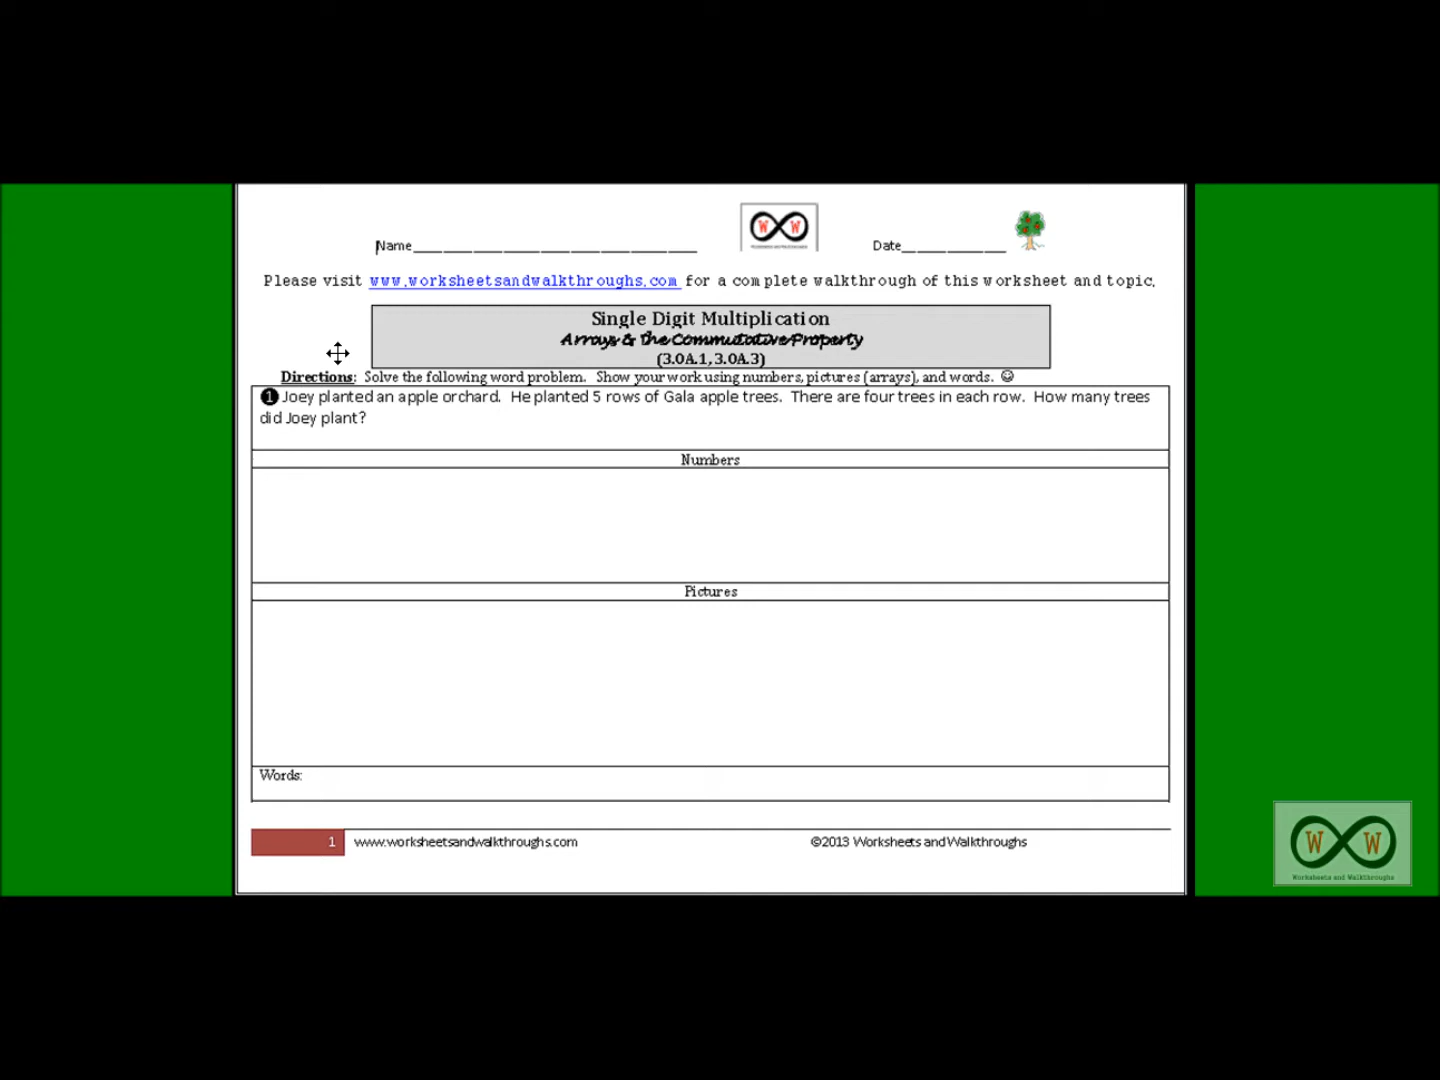 Name___________________________ Date__________
Please visit www.worksheetsandwalkthroughs.com for a complete walkthrough of this worksheet and topic.
Single Digit Multiplication
Arrays & the Commutative Property
(3.OA.1, 3.OA.3)
Directions: Solve the following word problem. Show your work using numbers, pictures (arrays), and words. ☺
❶ Joey planted an apple orchard. He planted 5 rows of Gala apple trees. There are four trees in each row. How many trees
did Joey plant?
Numbers
Pictures
Words:
1 www.worksheetsandwalkthroughs.com ©2013 Worksheets and Walkthroughs
W W
Worksheets and Walkthroughs